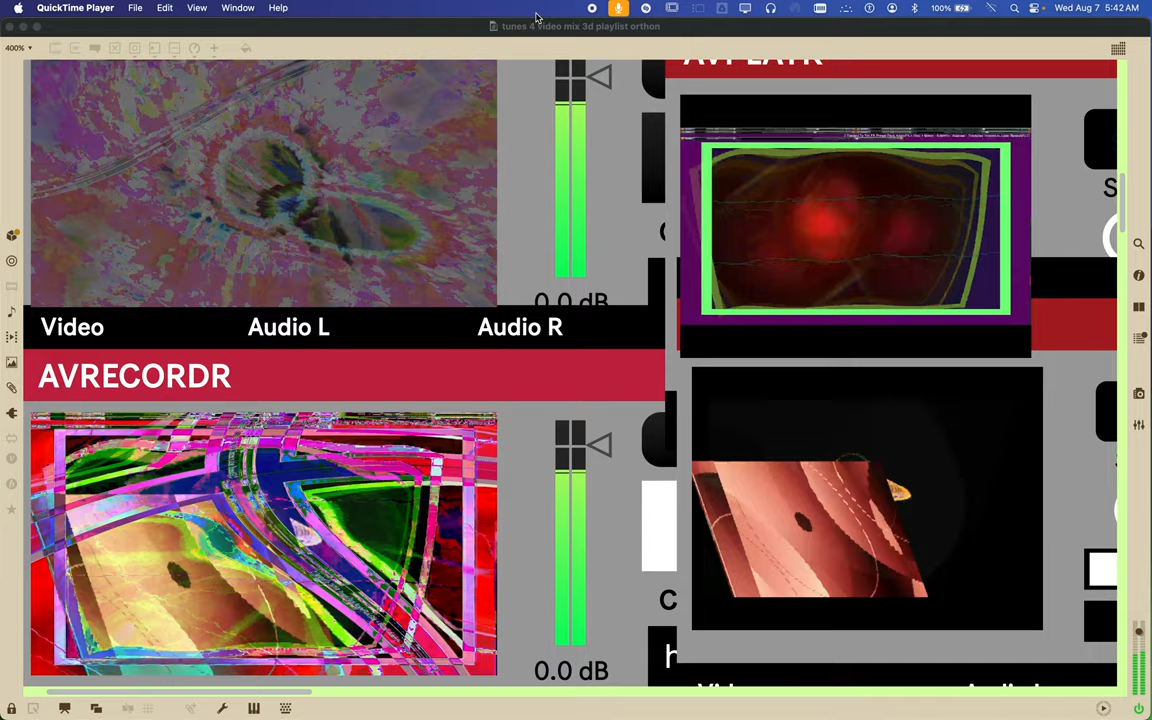 QuickTime Player File Edit View Window Help 100% Wed Aug 7 5:42 AM
tunes 4 video mix 3d playlist orthon
400%
AVPLAYR
S
0.0 dB
Video Audio L Audio R
AVRECORDR
C
0.0 dB
h